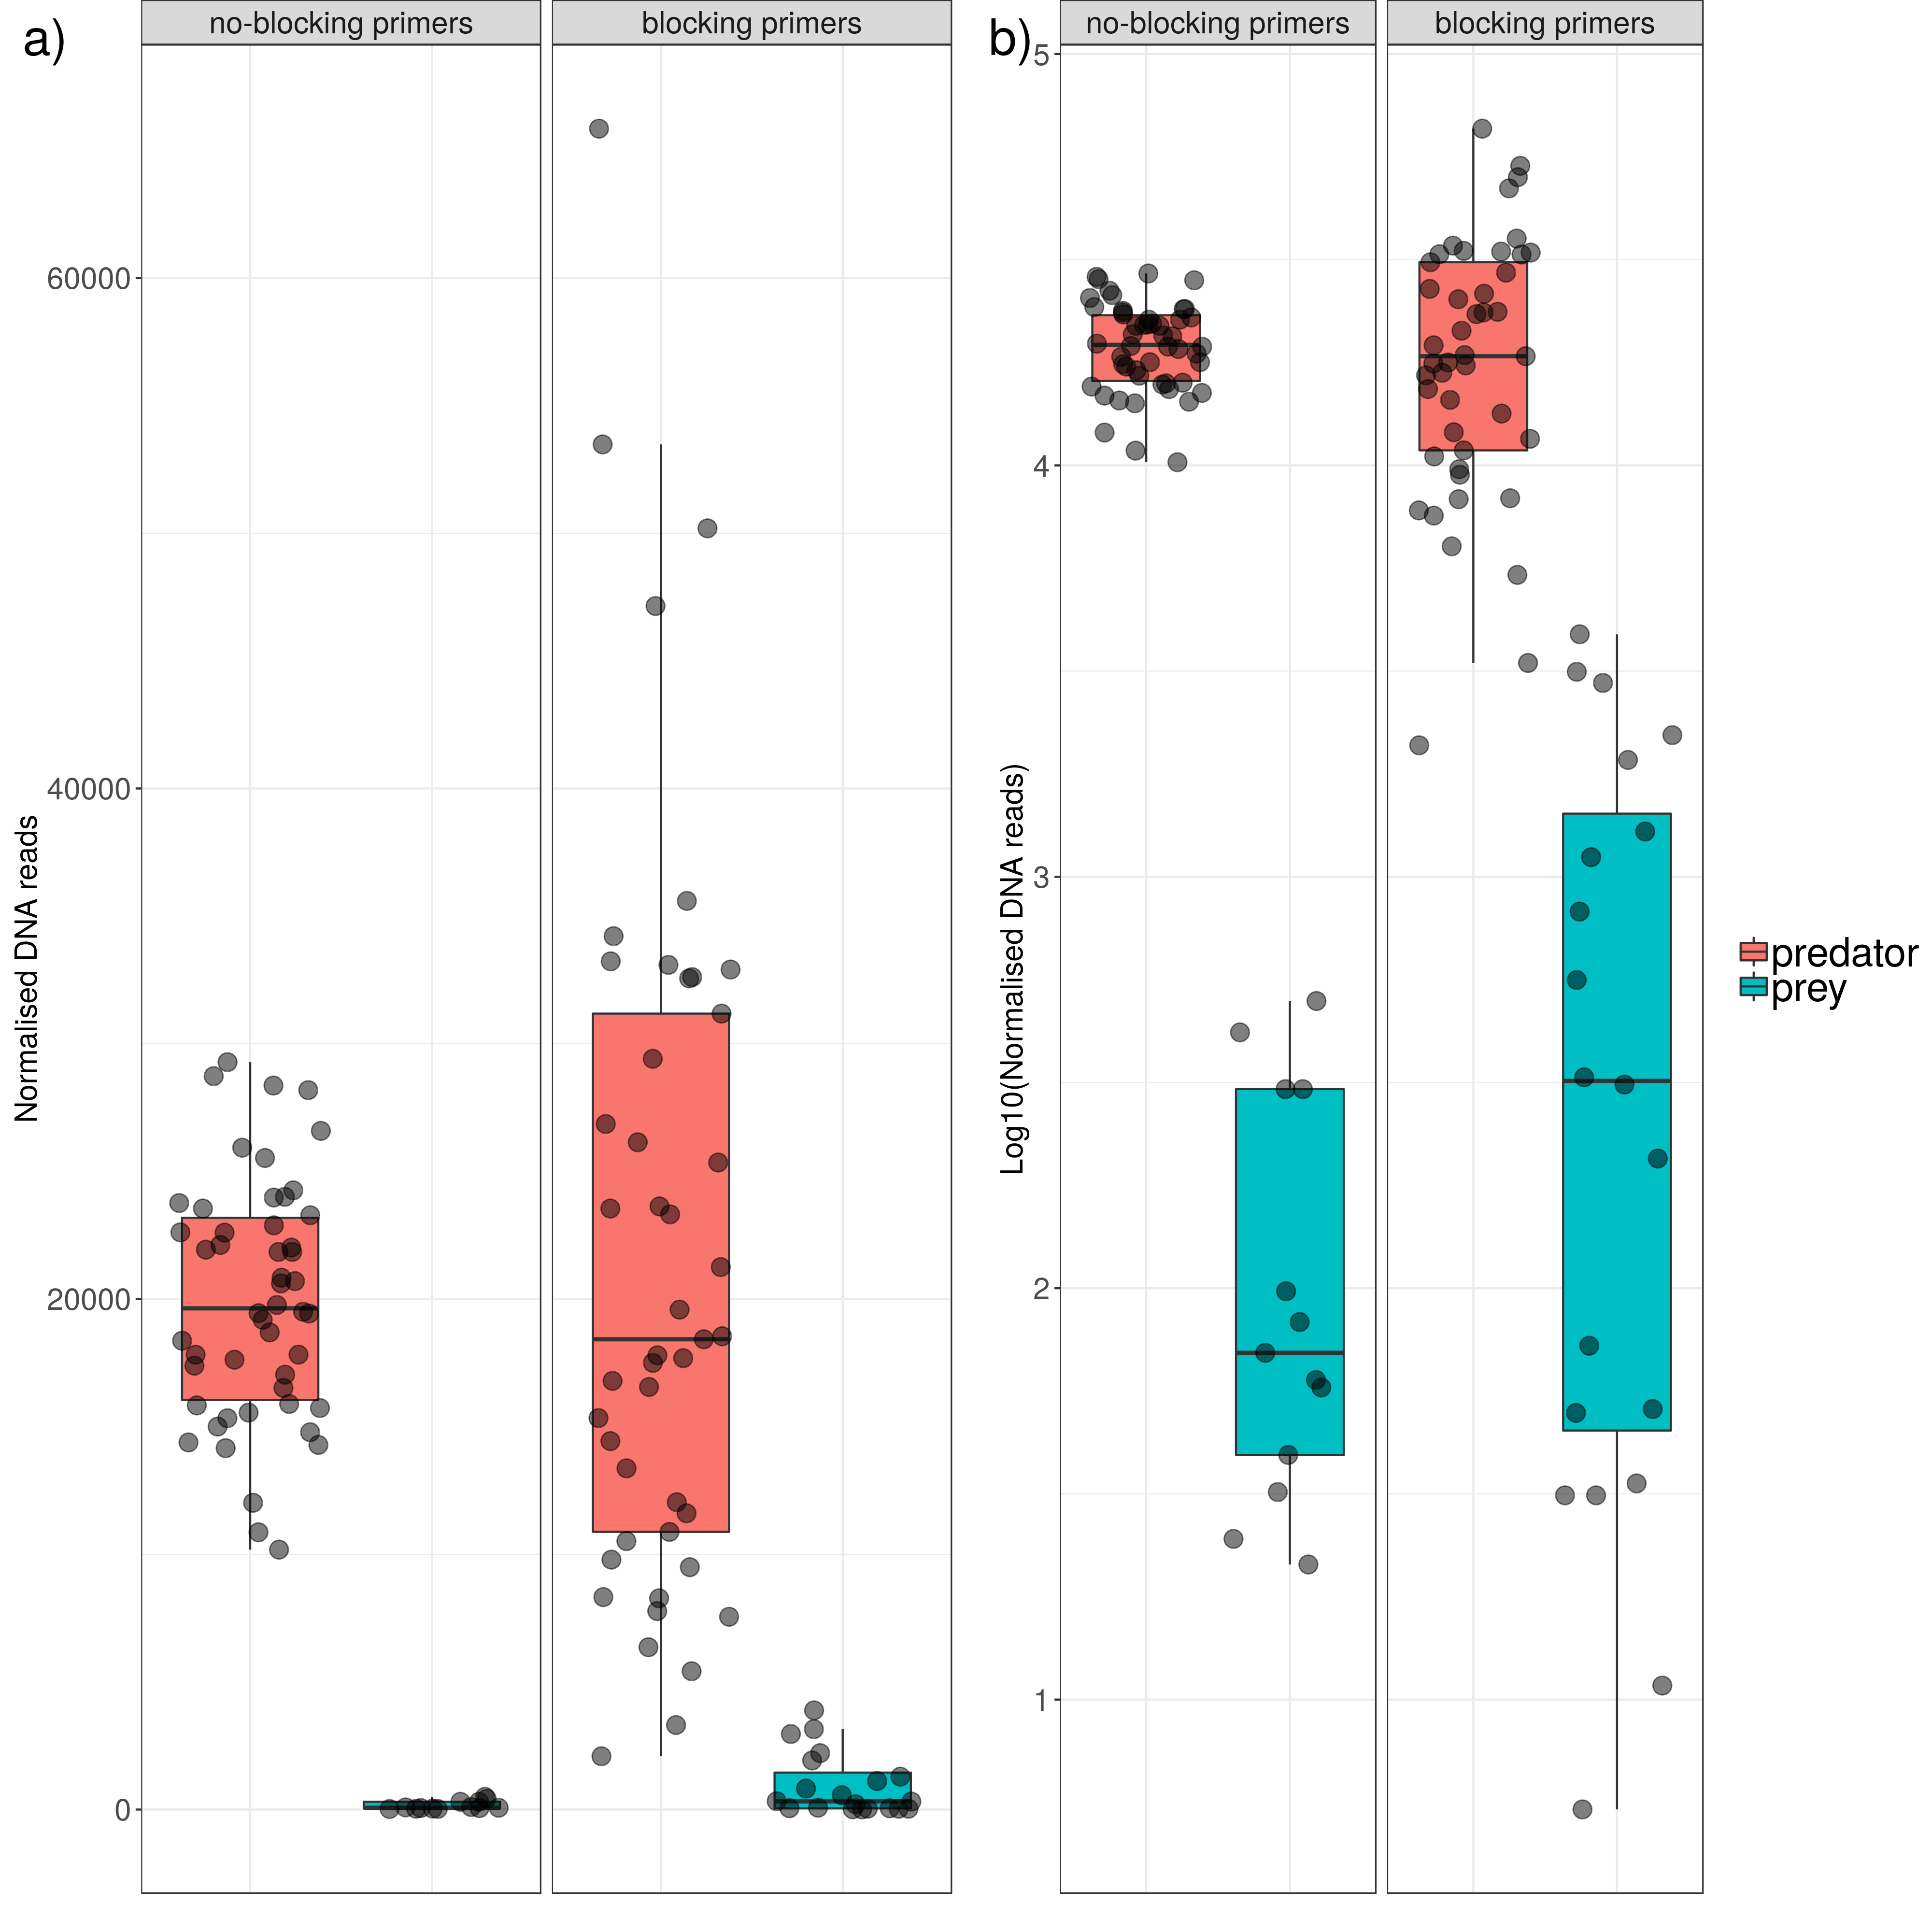 a)
no-blocking primers
blocking primers
Normalised DNA reads
60000
40000
20000
0
b)
no-blocking primers
blocking primers
Log10(Normalised DNA reads)
5
4
3
2
1
predator
prey